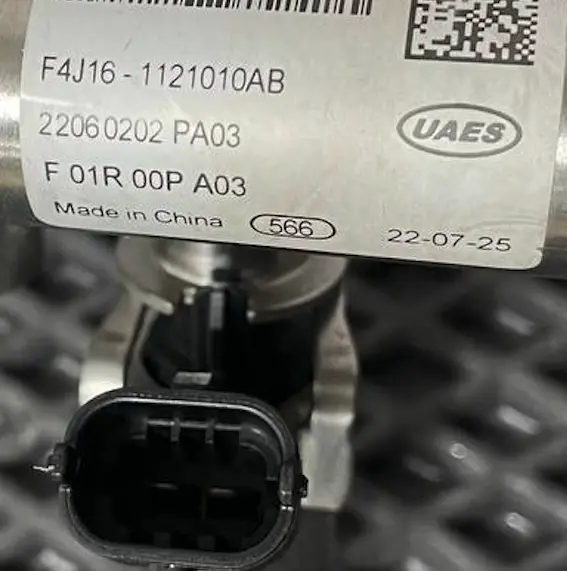 F4J16-1121010AB
22060202 PA03
UAES
F 01R 00P A03
Made in China 566 22-07-25